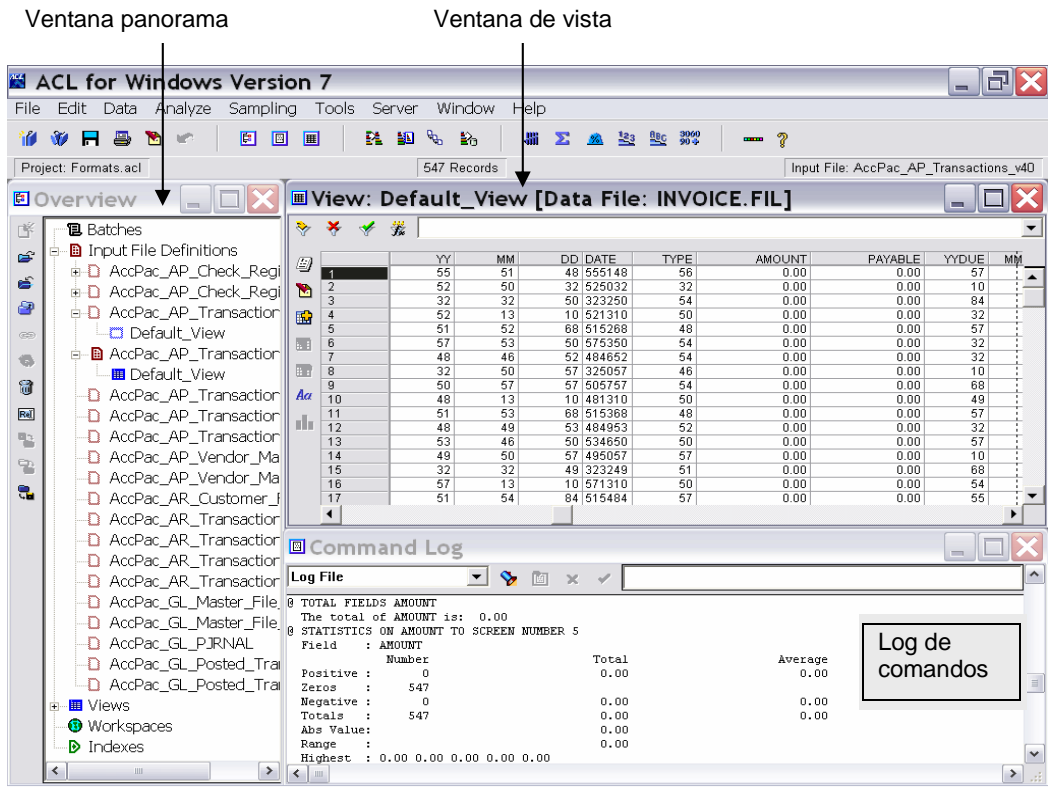 Ventana panorama
Ventana de vista
ACL for Windows Version 7
File Edit Data Analyze Sampling Tools Server Window Help
Project: Formats.acl
547 Records
Input File: AccPac_AP_Transactions_v40
Overview
Batches
Input File Definitions
AccPac_AP_Check_Regi
AccPac_AP_Check_Regi
AccPac_AP_Transaction
Default_View
AccPac_AP_Transaction
Default_View
AccPac_AP_Transaction
AccPac_AP_Transaction
AccPac_AP_Transaction
AccPac_AP_Vendor_Ma
AccPac_AP_Vendor_Ma
AccPac_AR_Customer_F
AccPac_AR_Transaction
AccPac_AR_Transaction
AccPac_AR_Transaction
AccPac_AR_Transaction
AccPac_GL_Master_File_
AccPac_GL_Master_File_
AccPac_GL_PJRNAL
AccPac_GL_Posted_Trai
AccPac_GL_Posted_Trai
Views
Workspaces
Indexes
View: Default_View [Data File: INVOICE.FIL]
YY MM DD DATE TYPE AMOUNT PAYABLE YYDUE MM
1 55 51 48 555148 56 0.00 0.00 57
2 52 50 32 525032 32 0.00 0.00 10
3 32 32 50 323250 54 0.00 0.00 84
4 52 13 10 521310 50 0.00 0.00 32
5 51 52 68 515268 48 0.00 0.00 57
6 57 53 50 575350 54 0.00 0.00 32
7 48 46 52 484652 54 0.00 0.00 32
8 32 50 57 325057 46 0.00 0.00 10
9 50 57 57 505757 54 0.00 0.00 68
10 48 13 10 481310 50 0.00 0.00 49
11 51 53 68 515368 48 0.00 0.00 57
12 48 49 53 484953 52 0.00 0.00 32
13 53 46 50 534650 50 0.00 0.00 57
14 49 50 57 495057 57 0.00 0.00 10
15 32 32 49 323249 51 0.00 0.00 68
16 57 13 10 571310 50 0.00 0.00 54
17 51 54 84 515484 57 0.00 0.00 55
Command Log
Log File
@ TOTAL FIELDS AMOUNT
The total of AMOUNT is: 0.00
@ STATISTICS ON AMOUNT TO SCREEN NUMBER 5
Field : AMOUNT
Number Total Average
Positive : 0 0.00 0.00
Zeros : 547
Negative : 0 0.00 0.00
Totals : 547 0.00 0.00
Abs Value: 0.00
Range : 0.00
Highest : 0.00 0.00 0.00 0.00 0.00
Log de
comandos